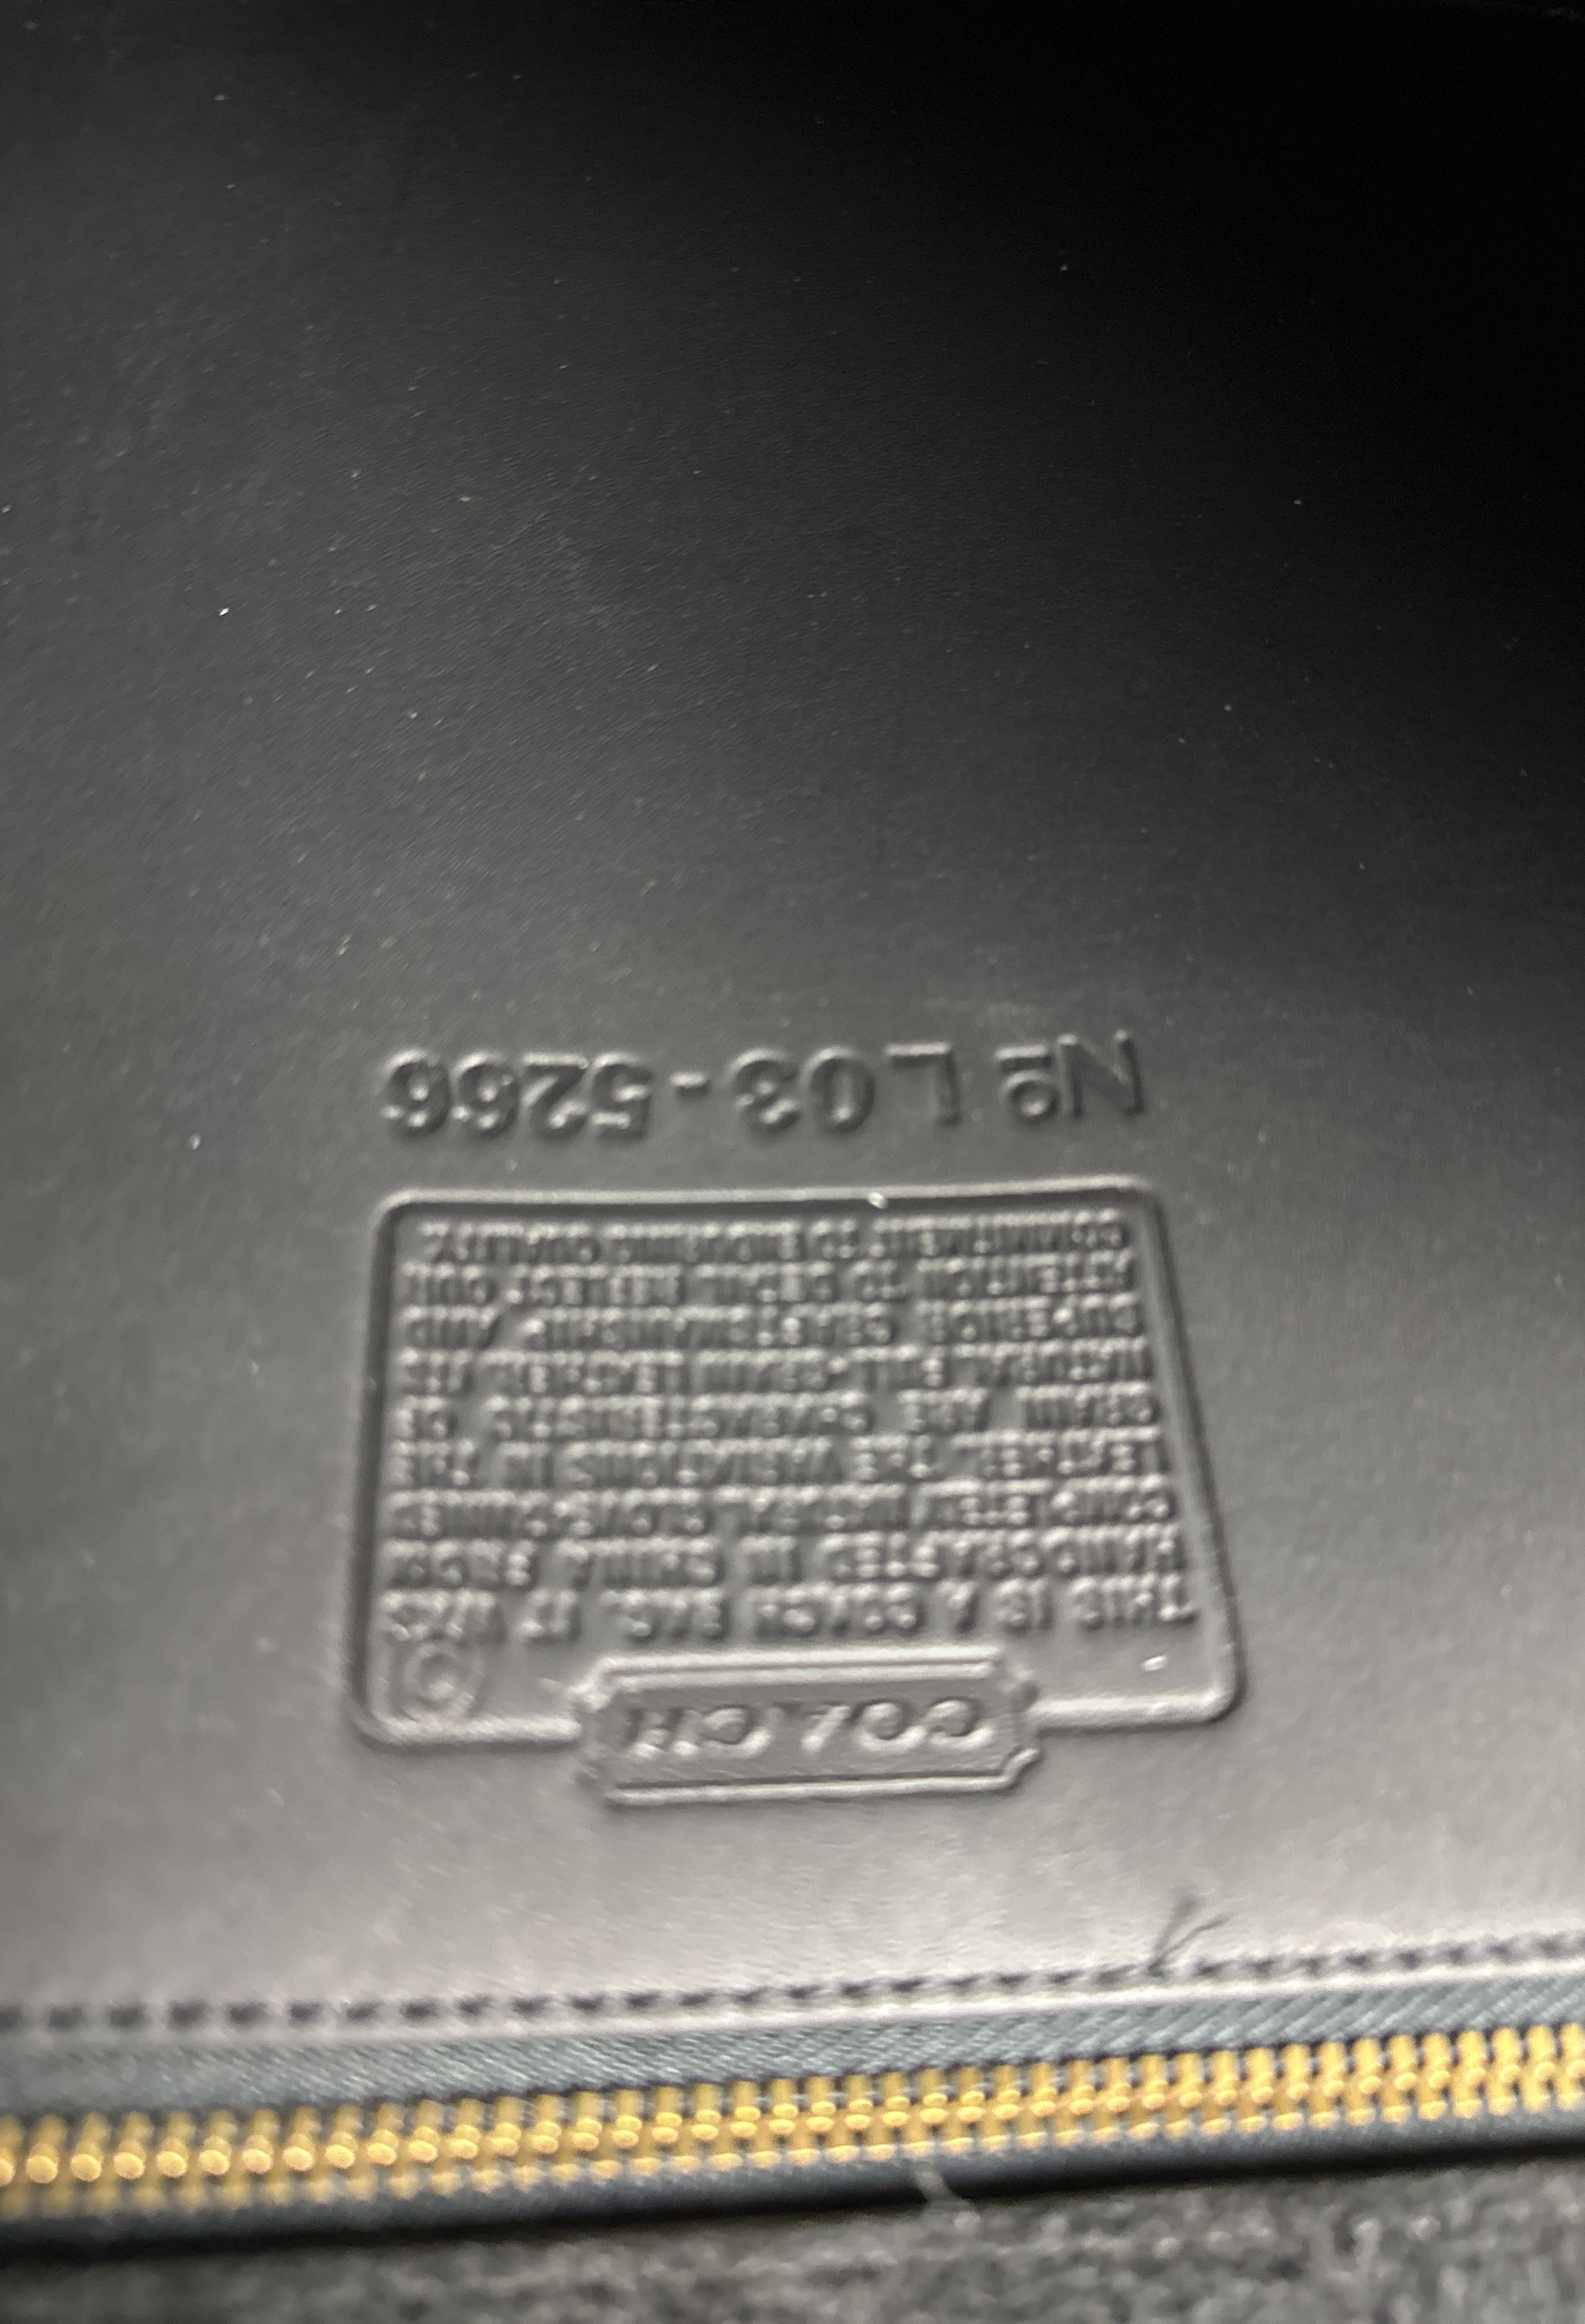 COACH
©
THIS IS A COACH BAG. IT WAS
HANDCRAFTED IN CHINA FROM
COMPLETELY NATURAL GLOVE-TANNED
LEATHER. THE VARIATIONS IN THE
GRAIN ARE CHARACTERISTIC OF
NATURAL FULL-GRAIN LEATHER. ITS
SUPERIOR CRAFTSMANSHIP AND
ATTENTION TO DETAIL REFLECT OUR
COMMITMENT TO ENDURING QUALITY.
Nº L03-5266